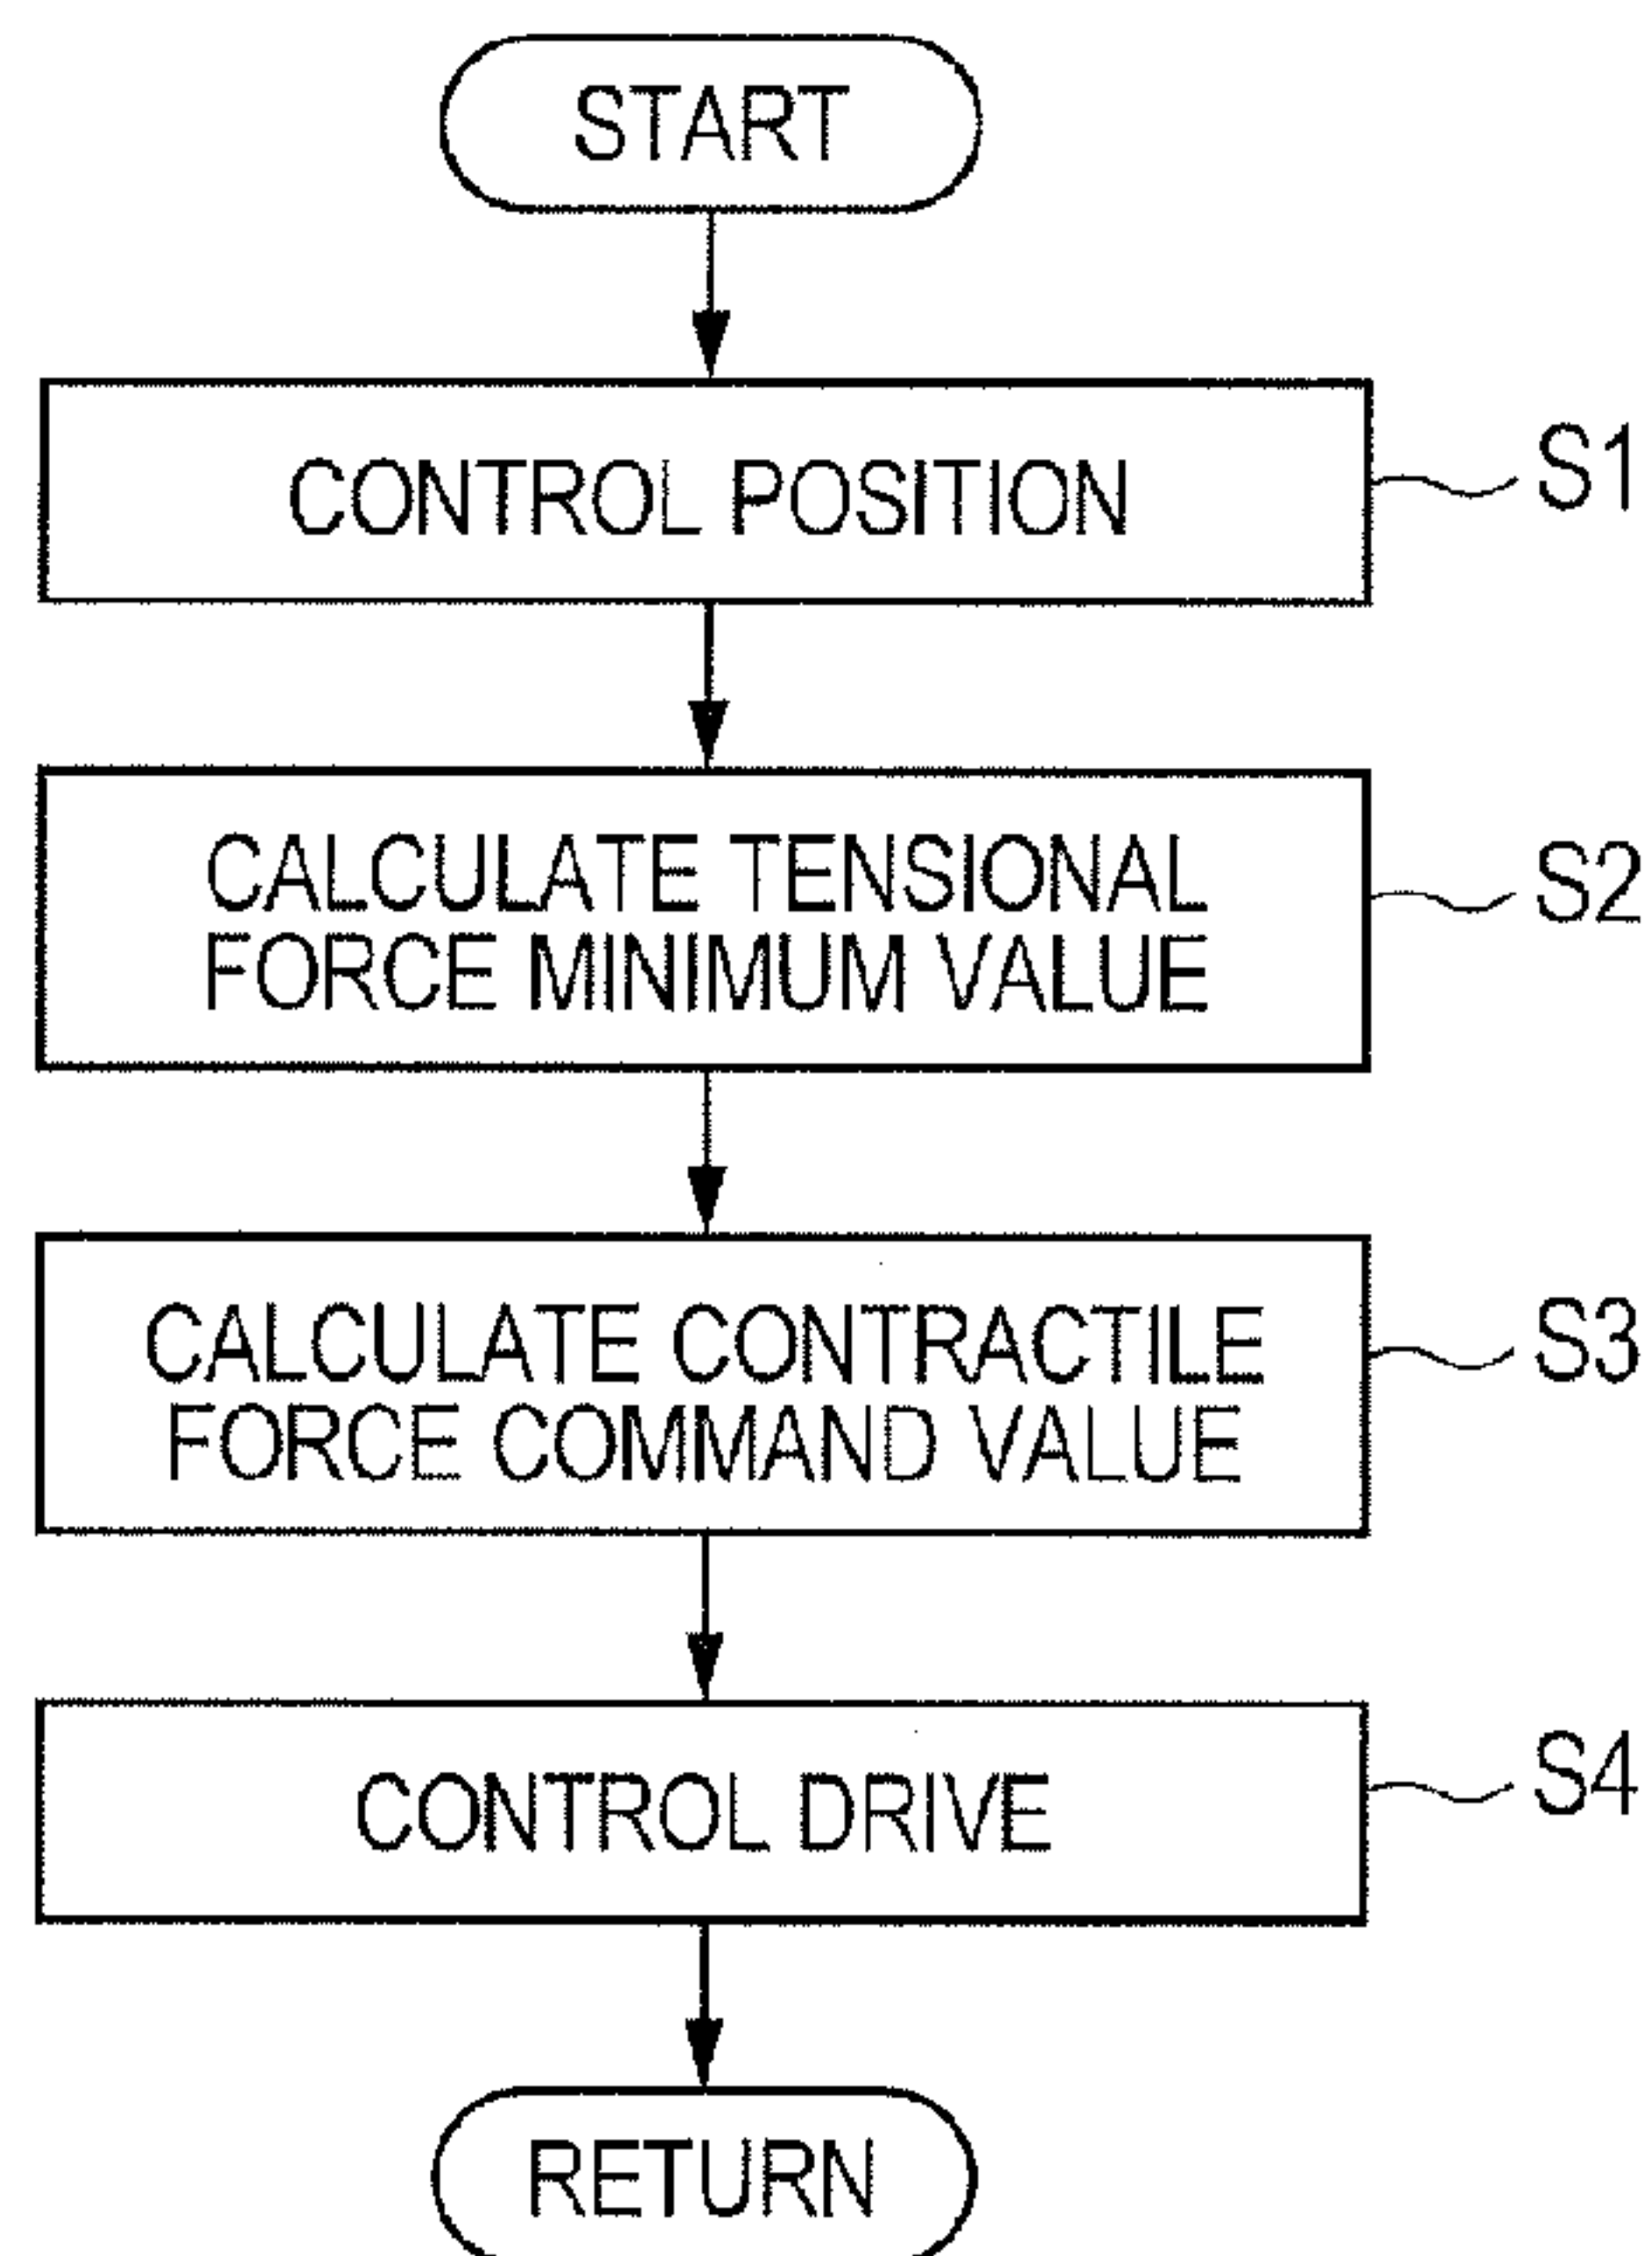 START
CONTROL POSITION
S1
CALCULATE TENSIONAL
FORCE MINIMUM VALUE
S2
CALCULATE CONTRACTILE
FORCE COMMAND VALUE
S3
CONTROL DRIVE
S4
RETURN